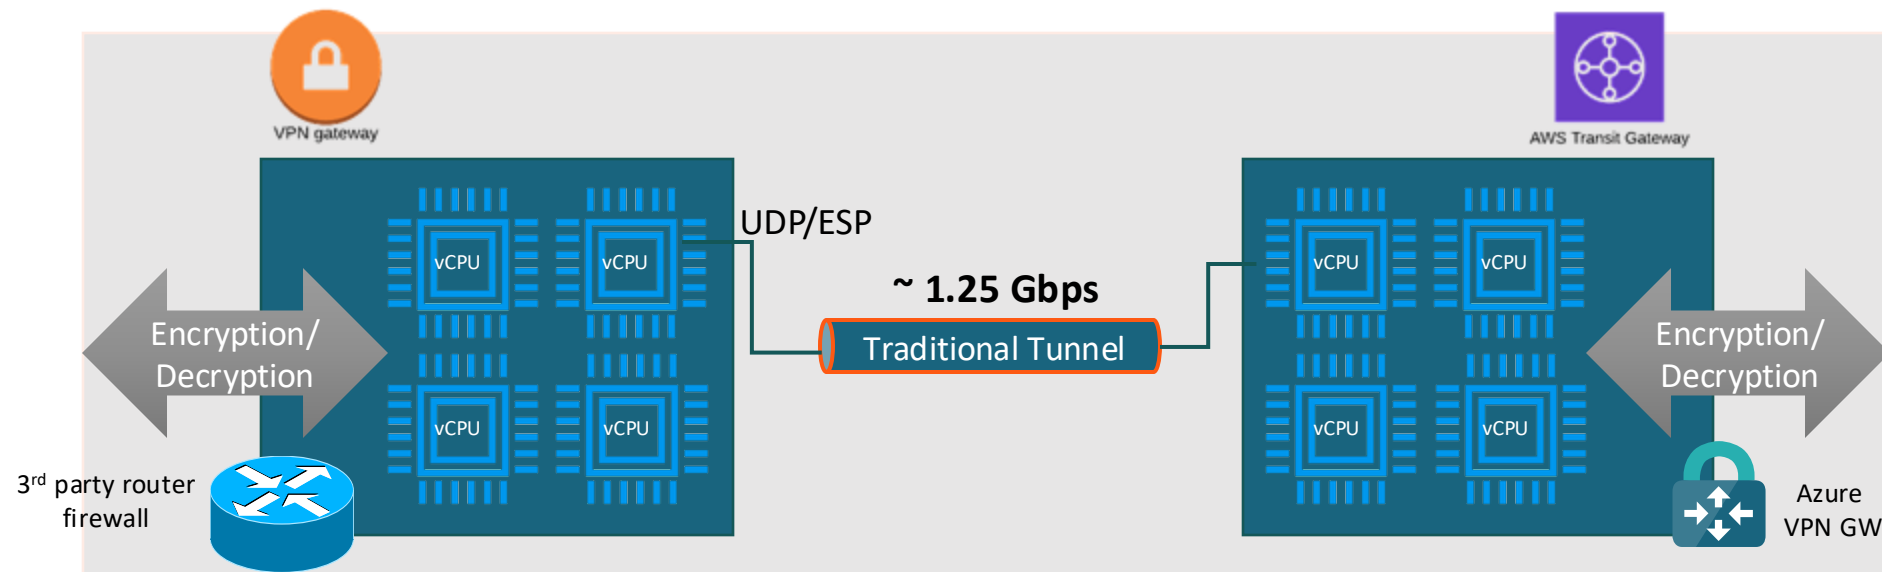 VPN gateway
AWS Transit Gateway
UDP/ESP
vCPU
vCPU
vCPU
vCPU
~ 1.25 Gbps
Traditional Tunnel
vCPU
vCPU
vCPU
vCPU
Encryption/
Decryption
Encryption/
Decryption
3rd party router
firewall
Azure
VPN GW